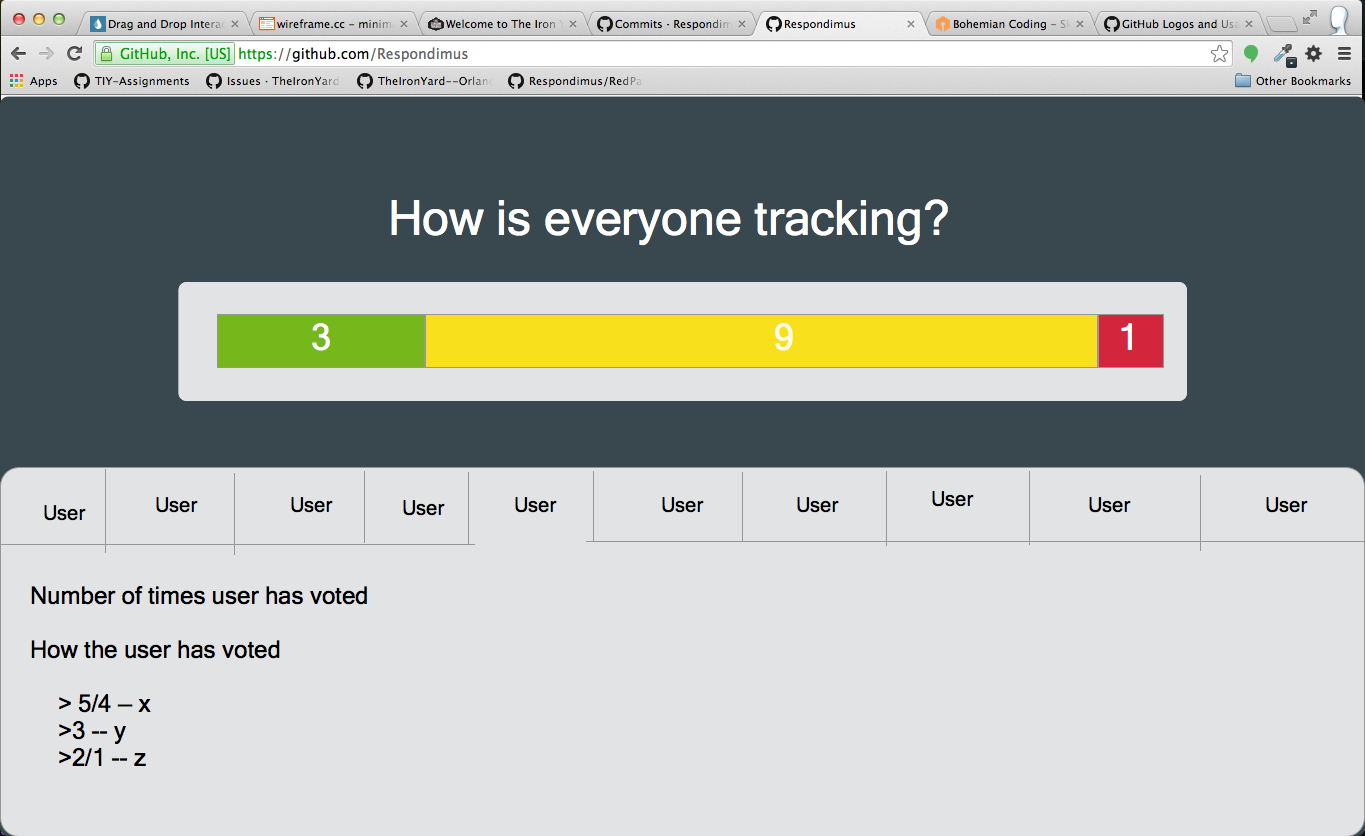 Drag and Drop Intera
wireframe.cc – minim
Welcome to The Iron
Commits · Respondim
Respondimus
Bohemian Coding – Sk
GitHub Logos and Usa
GitHub, Inc. [US] https://github.com/Respondimus
Apps TIY-Assignments Issues · TheIronYard TheIronYard--Orlan Respondimus/RedPa Other Bookmarks
How is everyone tracking?
3 9 1
User User User User User User User User User User
Number of times user has voted
How the user has voted
> 5/4 – x
>3 -- y
>2/1 -- z